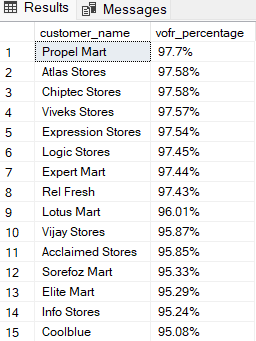 Results Messages
customer_name vofr_percentage
1 Propel Mart 97.7%
2 Atlas Stores 97.58%
3 Chiptec Stores 97.58%
4 Viveks Stores 97.57%
5 Expression Stores 97.54%
6 Logic Stores 97.45%
7 Expert Mart 97.44%
8 Rel Fresh 97.43%
9 Lotus Mart 96.01%
10 Vijay Stores 95.87%
11 Acclaimed Stores 95.85%
12 Sorefoz Mart 95.33%
13 Elite Mart 95.29%
14 Info Stores 95.24%
15 Coolblue 95.08%